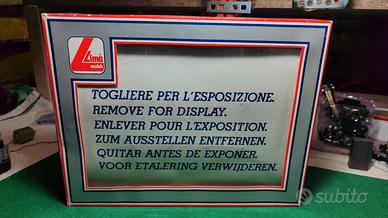 Lima
models
TOGLIERE PER L'ESPOSIZIONE.
REMOVE FOR DISPLAY.
ENLEVER POUR L'EXPOSITION.
ZUM AUSSTELLEN ENTFERNEN.
QUITAR ANTES DE EXPONER.
VOOR ETALERING VERWIJDEREN.
subito